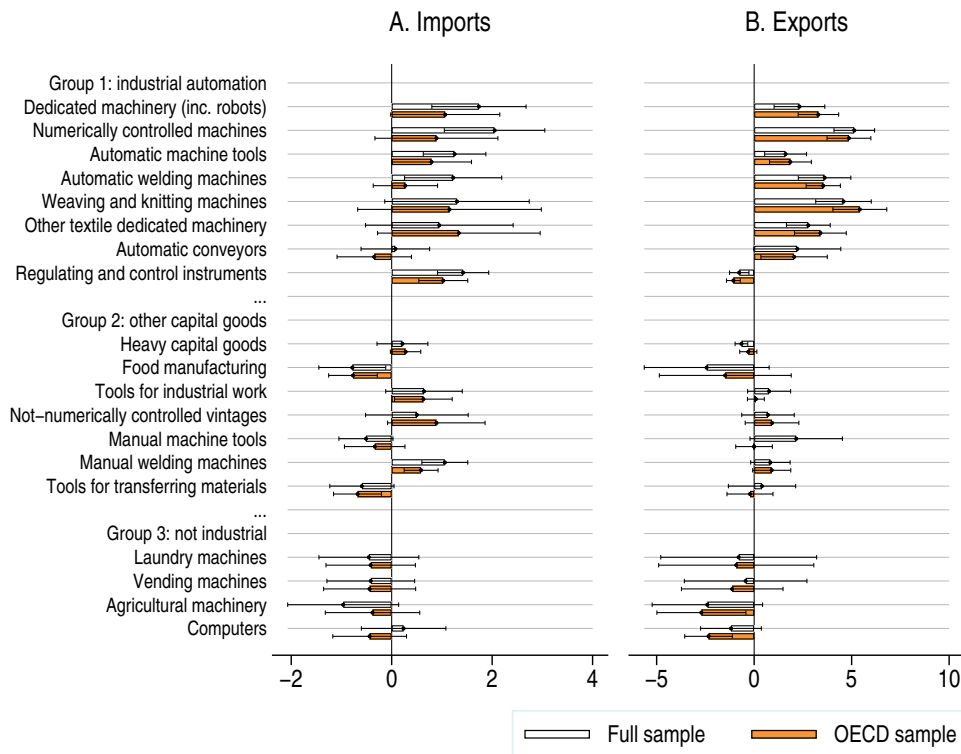 A. Imports
B. Exports
Group 1: industrial automation
Dedicated machinery (inc. robots)
Numerically controlled machines
Automatic machine tools
Automatic welding machines
Weaving and knitting machines
Other textile dedicated machinery
Automatic conveyors
Regulating and control instruments
...
Group 2: other capital goods
Heavy capital goods
Food manufacturing
Tools for industrial work
Not−numerically controlled vintages
Manual machine tools
Manual welding machines
Tools for transferring materials
...
Group 3: not industrial
Laundry machines
Vending machines
Agricultural machinery
Computers
−2 0 2 4
−5 0 5 10
Full sample
OECD sample